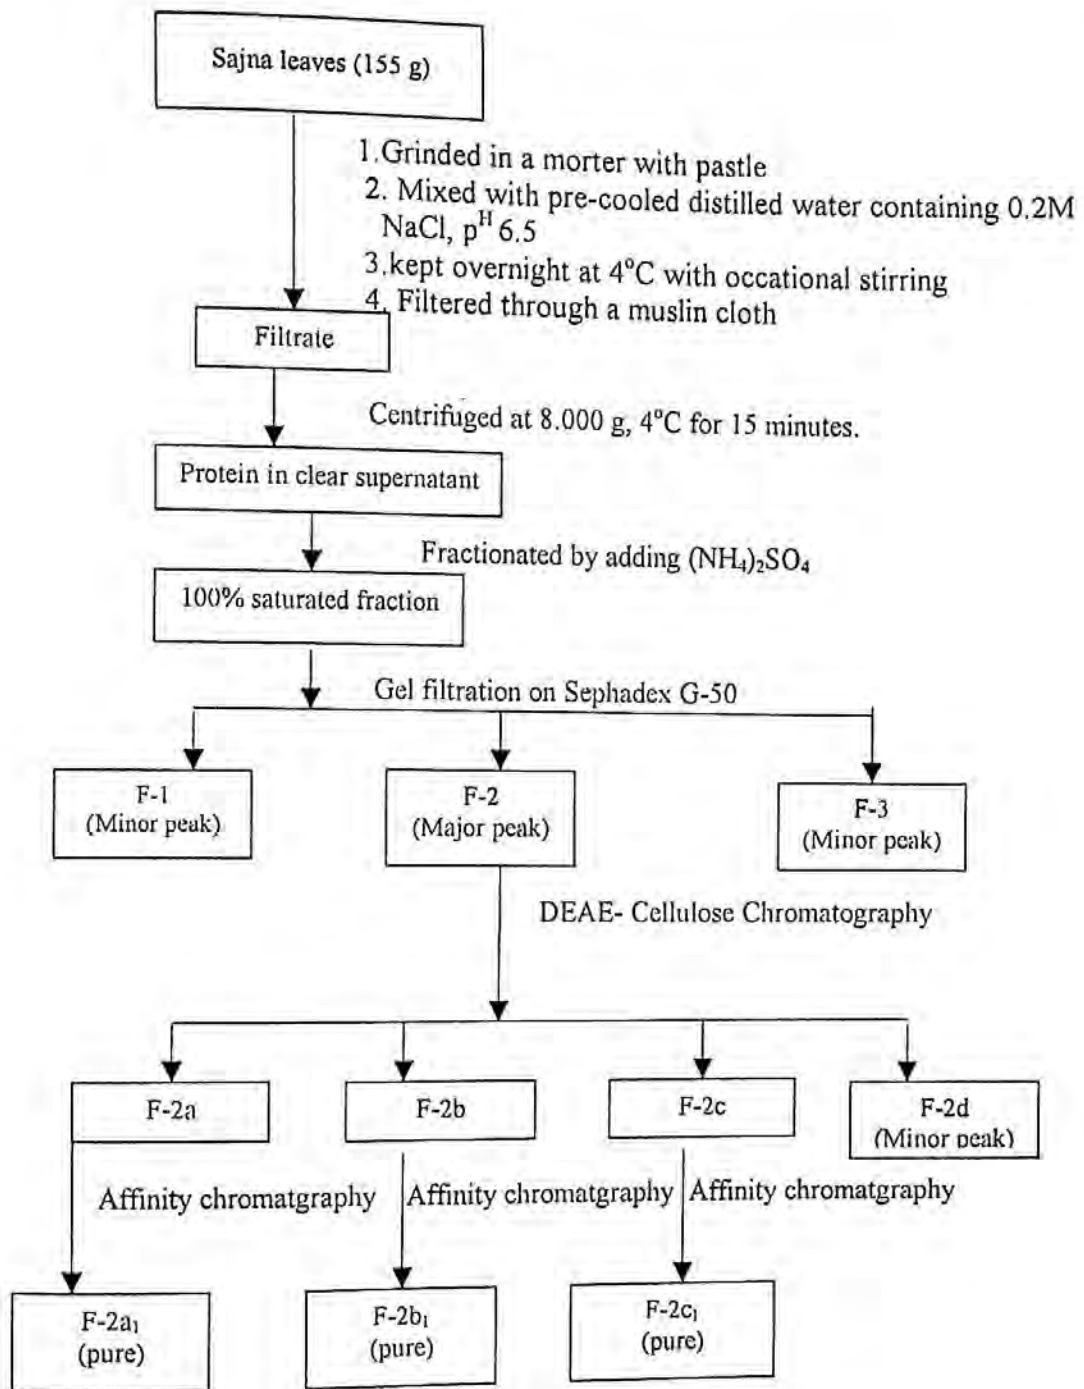 Sajna leaves (155 g)
1.Grinded in a morter with pastle
2. Mixed with pre-cooled distilled water containing 0.2M
NaCl, pᴴ 6.5
3.kept overnight at 4°C with occational stirring
4. Filtered through a muslin cloth
Filtrate
Centrifuged at 8.000 g, 4°C for 15 minutes.
Protein in clear supernatant
Fractionated by adding (NH₄)₂SO₄
100% saturated fraction
Gel filtration on Sephadex G-50
F-1
(Minor peak)
F-2
(Major peak)
F-3
(Minor peak)
DEAE- Cellulose Chromatography
F-2a
F-2b
F-2c
F-2d
(Minor peak)
Affinity chromatgraphy
Affinity chromatgraphy
Affinity chromatgraphy
F-2a₁
(pure)
F-2b₁
(pure)
F-2c₁
(pure)